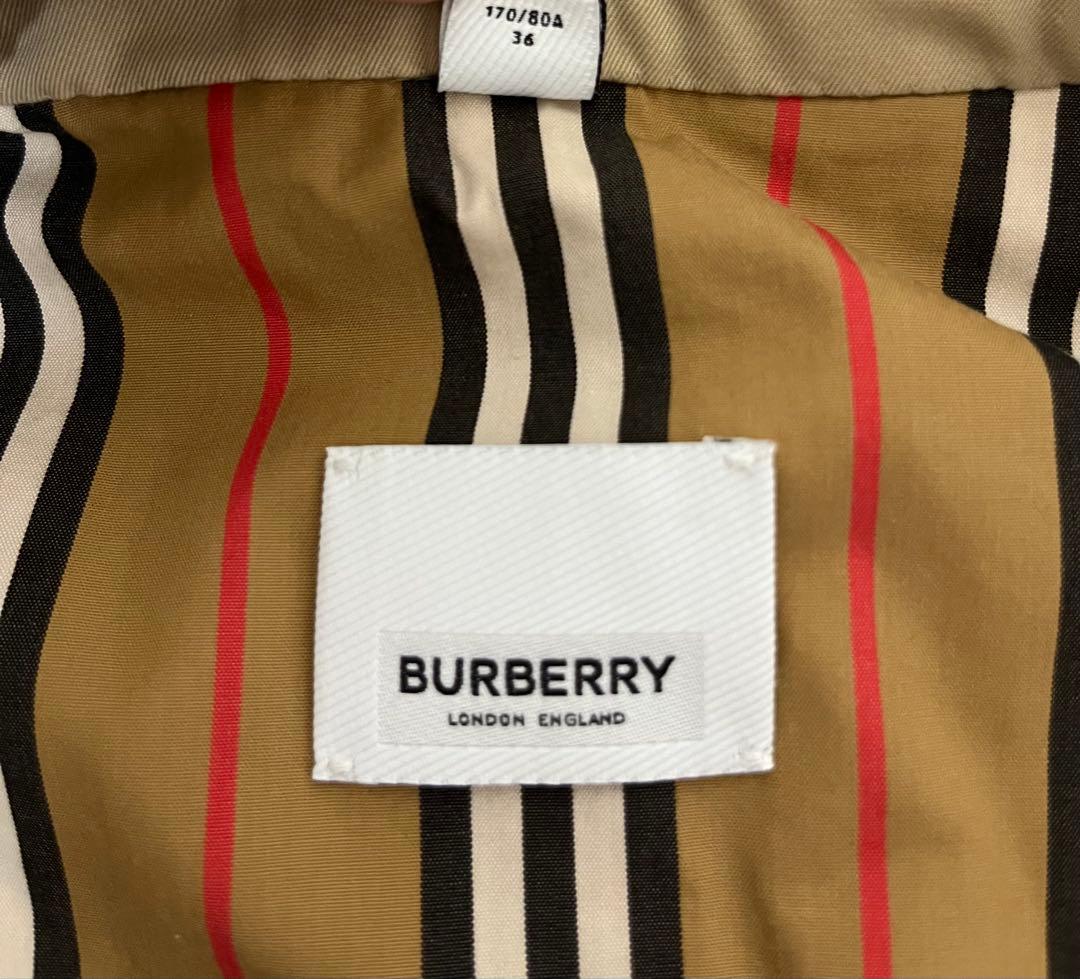 170/80A
36
BURBERRY
LONDON ENGLAND